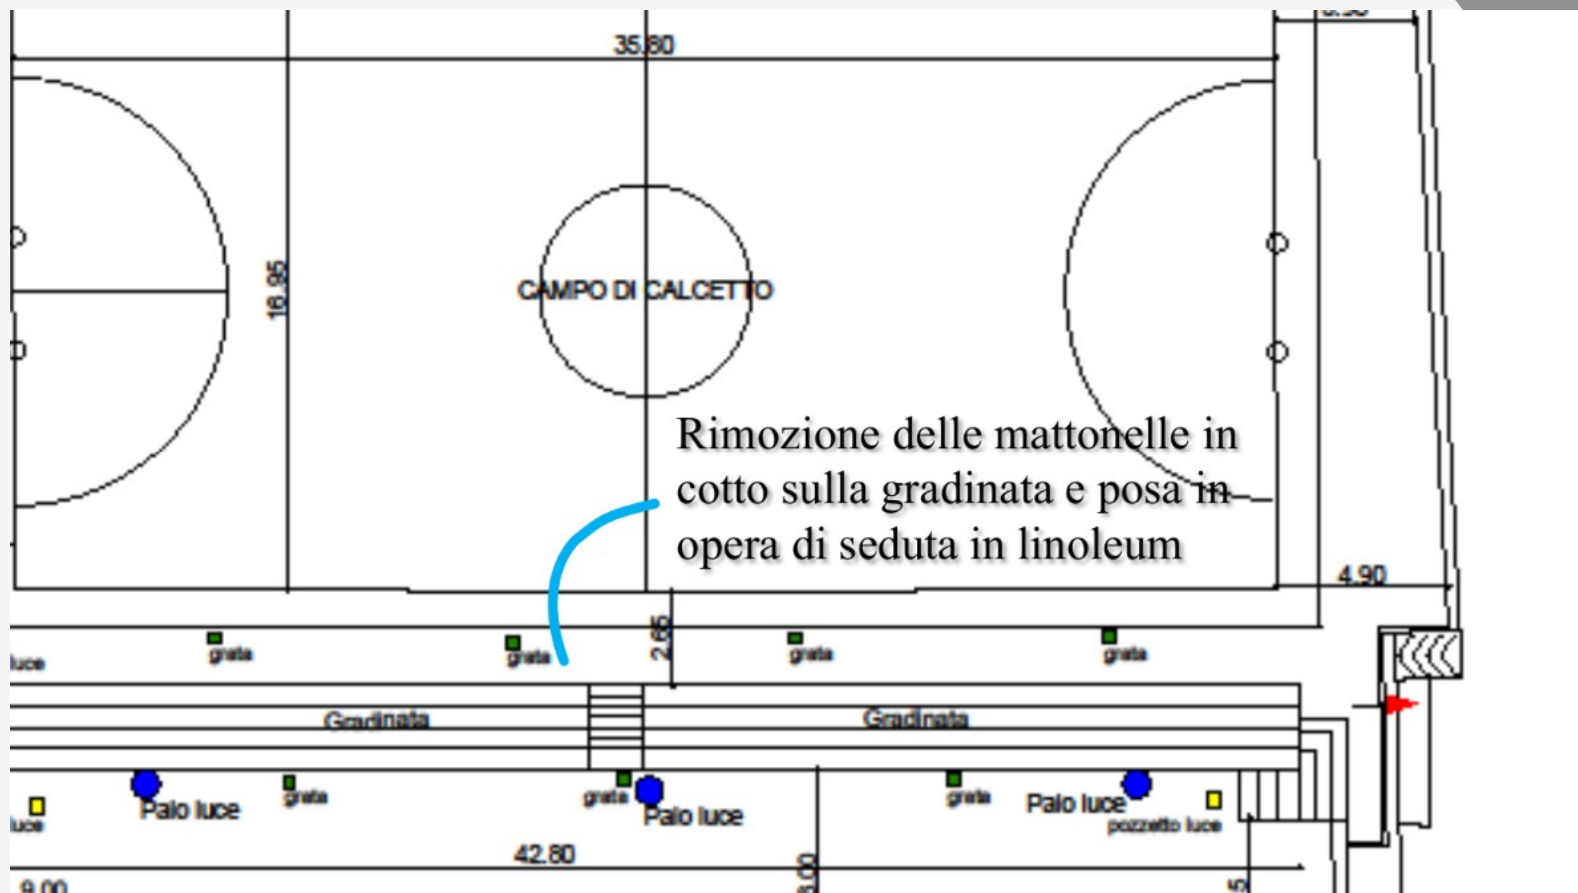 35.80
16.95
CAMPO DI CALCETTO
Rimozione delle mattonelle in
cotto sulla gradinata e posa in
opera di seduta in linoleum
4.90
2.65
grata
grata
grata
grata
luce
Gradinata
Gradinata
grata
grata
grata
Palo luce
Palo luce
Palo luce
luce
pozzetto luce
42.80
9.00